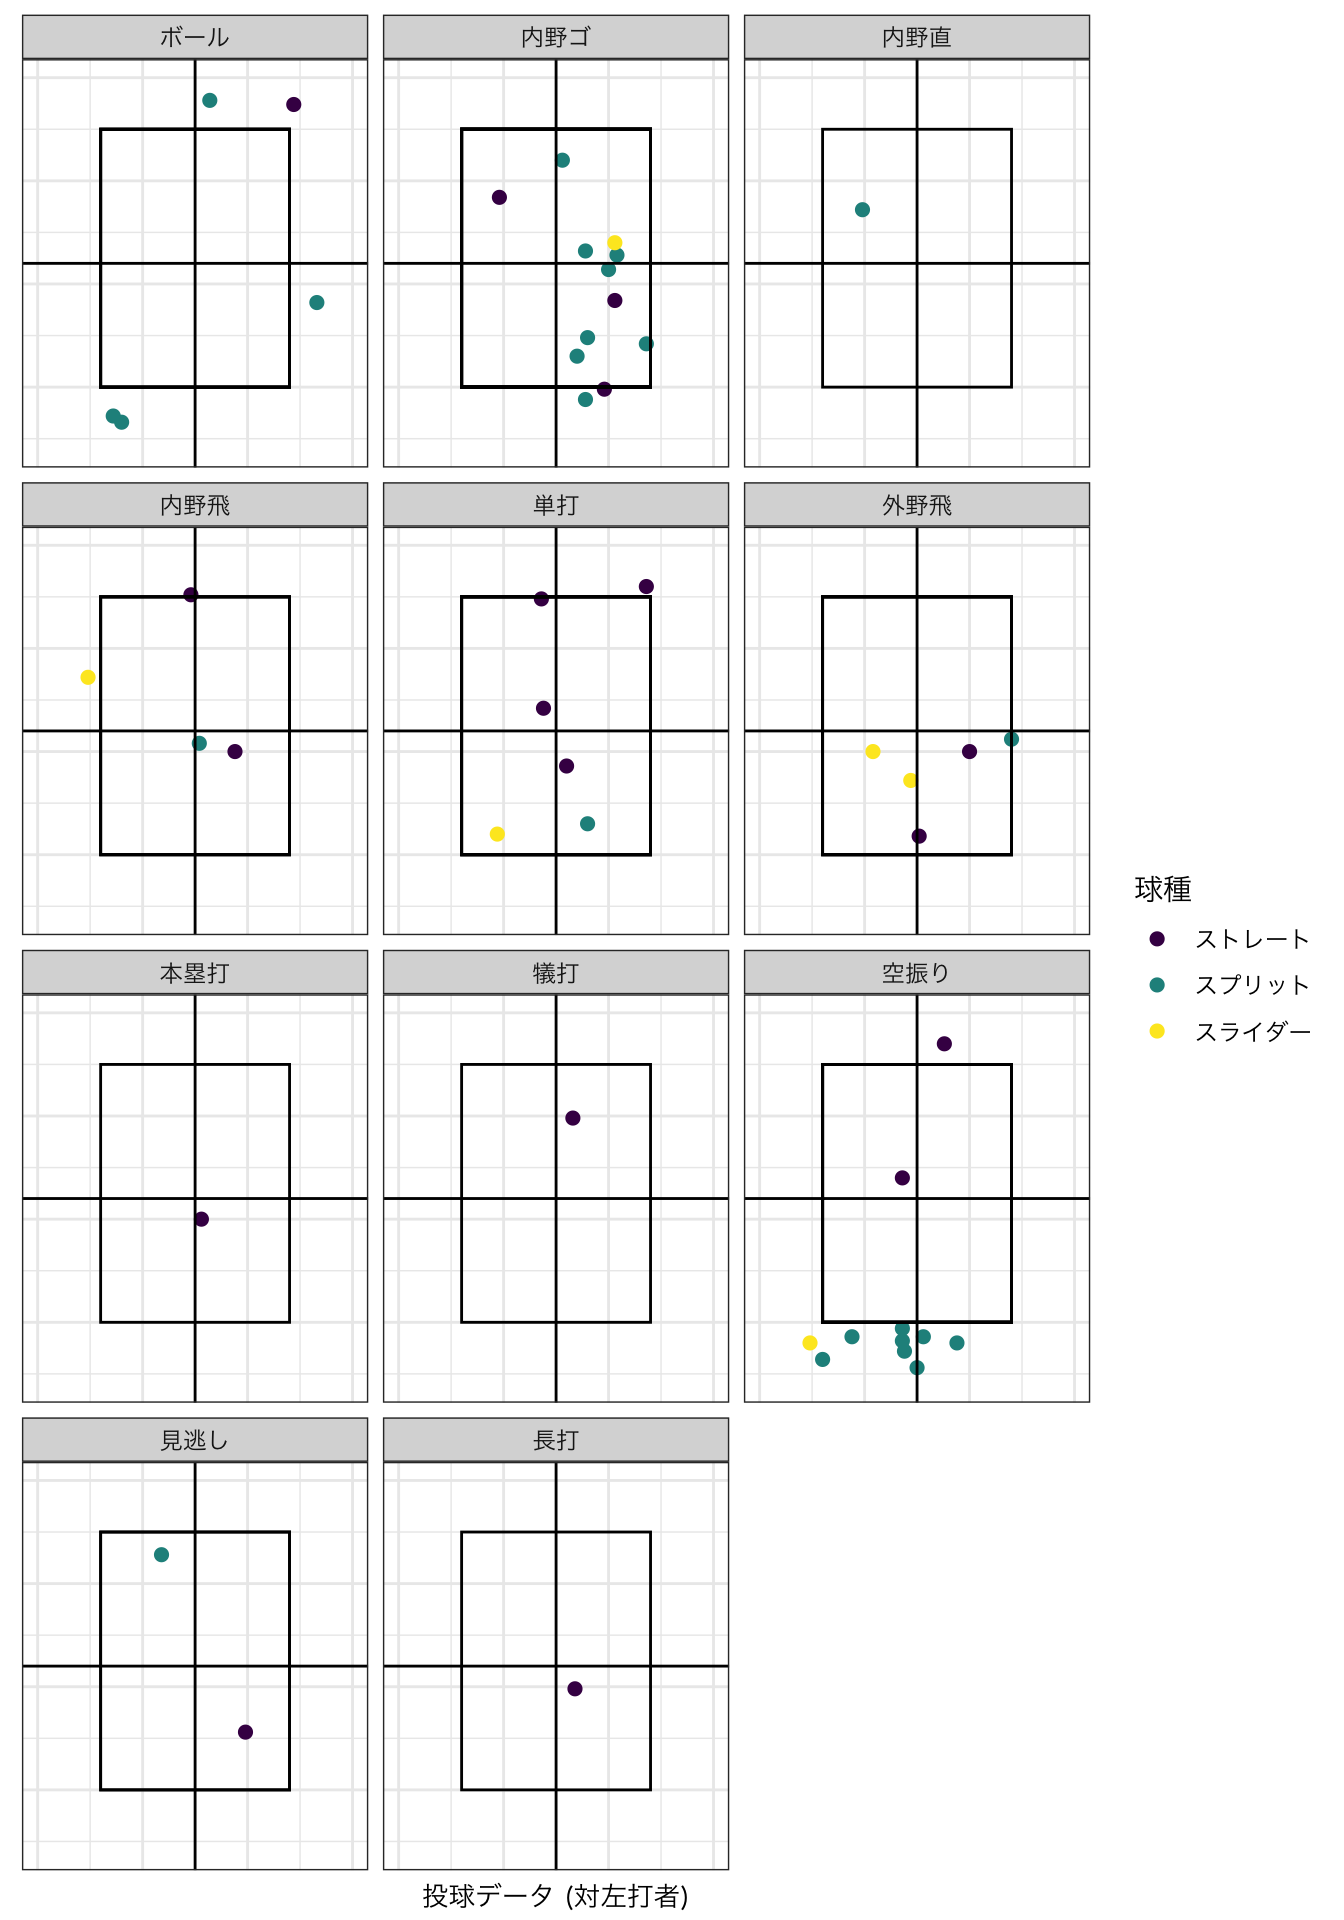 ボール
内野ゴ
内野直
内野飛
単打
外野飛
本塁打
犠打
空振り
見逃し
長打
球種
ストレート
スプリット
スライダー
投球データ (対左打者)